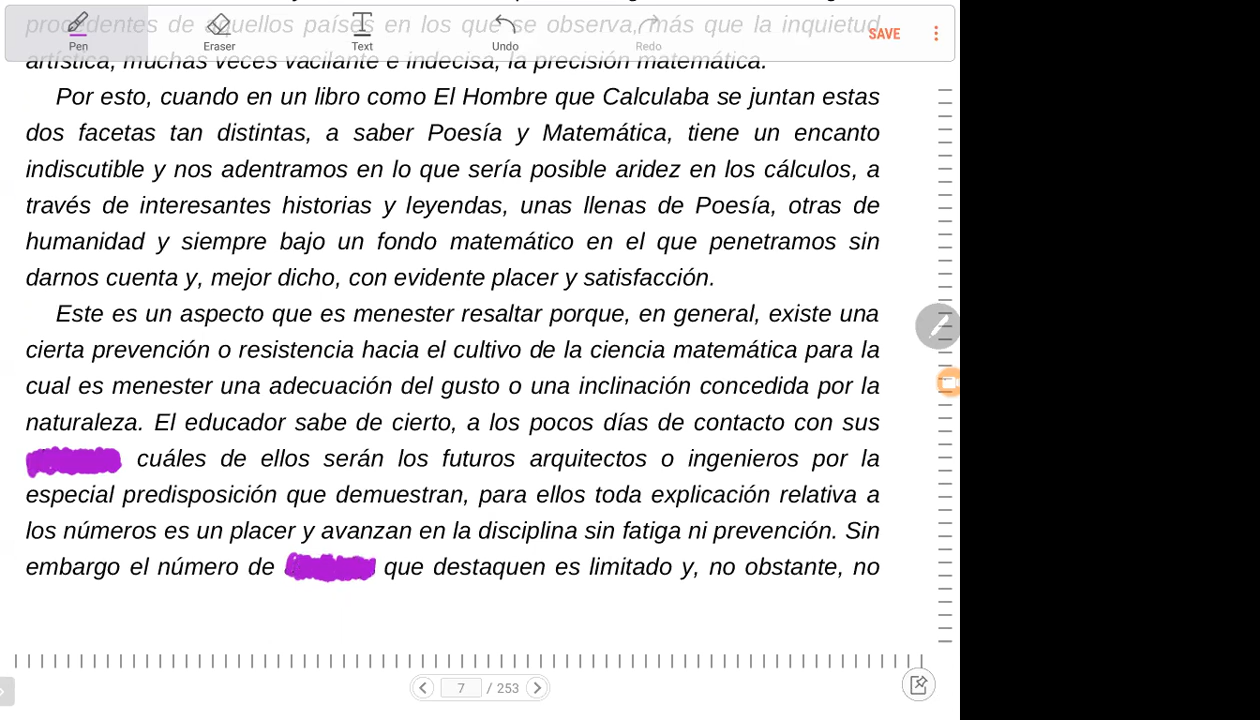 procedentes de aquellos países en los que se observa, más que la inquietud
Pen Eraser Text Undo Redo SAVE
artística, muchas veces vacilante e indecisa, la precisión matemática.
Por esto, cuando en un libro como El Hombre que Calculaba se juntan estas
dos facetas tan distintas, a saber Poesía y Matemática, tiene un encanto
indiscutible y nos adentramos en lo que sería posible aridez en los cálculos, a
través de interesantes historias y leyendas, unas llenas de Poesía, otras de
humanidad y siempre bajo un fondo matemático en el que penetramos sin
darnos cuenta y, mejor dicho, con evidente placer y satisfacción.
Este es un aspecto que es menester resaltar porque, en general, existe una
cierta prevención o resistencia hacia el cultivo de la ciencia matemática para la
cual es menester una adecuación del gusto o una inclinación concedida por la
naturaleza. El educador sabe de cierto, a los pocos días de contacto con sus
cuáles de ellos serán los futuros arquitectos o ingenieros por la
especial predisposición que demuestran, para ellos toda explicación relativa a
los números es un placer y avanzan en la disciplina sin fatiga ni prevención. Sin
embargo el número de que destaquen es limitado y, no obstante, no
7 / 253